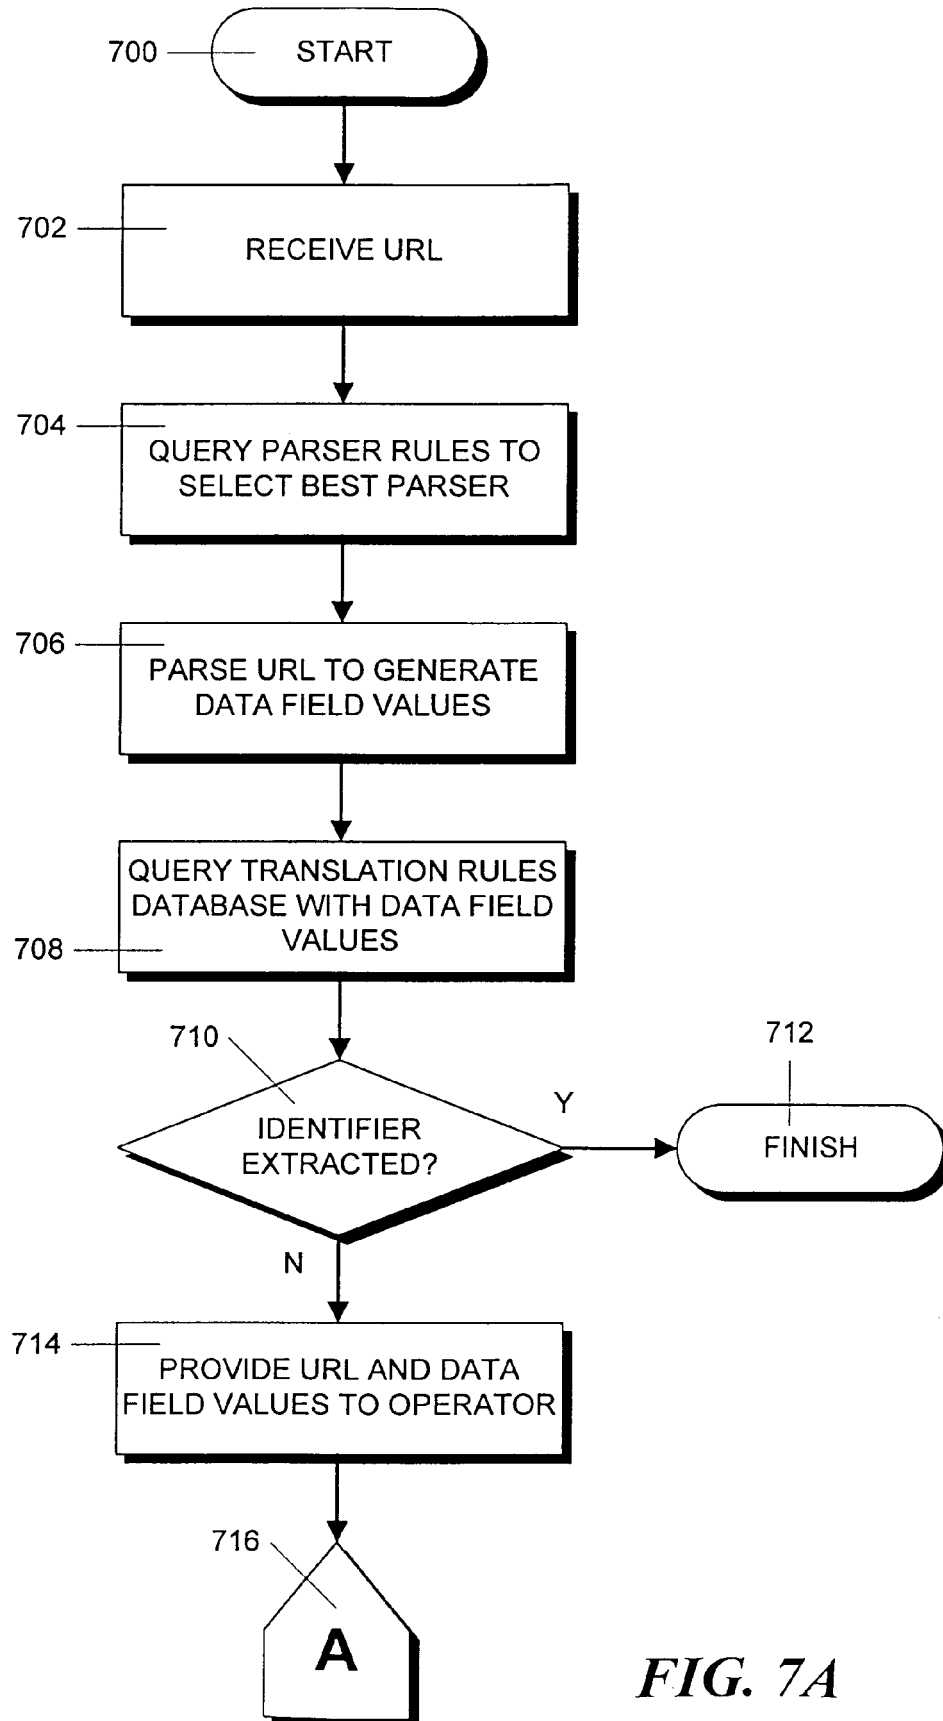 700
START
702
RECEIVE URL
704
QUERY PARSER RULES TO
SELECT BEST PARSER
706
PARSE URL TO GENERATE
DATA FIELD VALUES
QUERY TRANSLATION RULES
DATABASE WITH DATA FIELD
VALUES
708
710
IDENTIFIER
EXTRACTED?
Y
712
FINISH
N
714
PROVIDE URL AND DATA
FIELD VALUES TO OPERATOR
716
A
FIG. 7A